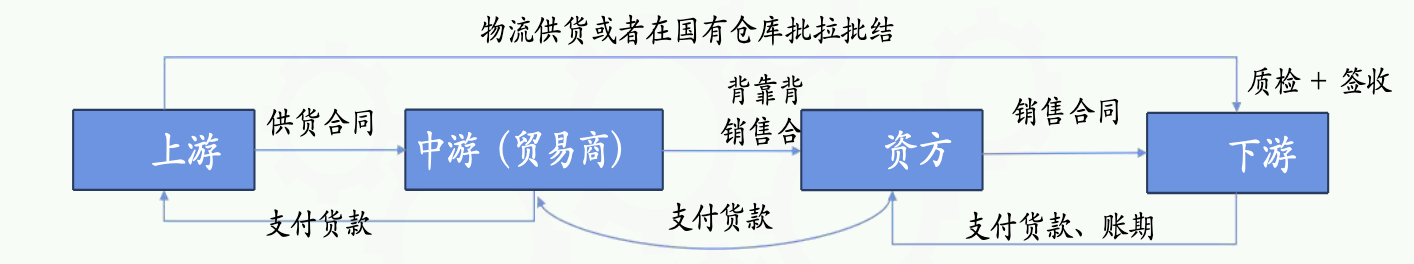 物流供货或者在国有仓库批拉批结
质检 + 签收
供货合同
背靠背
销售合
销售合同
上游
中游（贸易商）
资方
下游
支付货款
支付货款
支付货款、账期